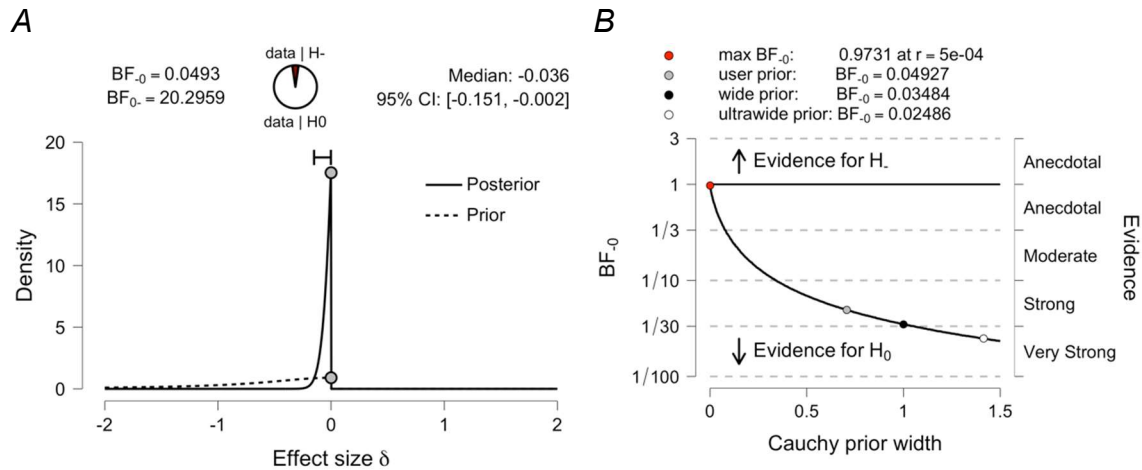 A
data | H-
BF-0 = 0.0493
BF0- = 20.2959
data | H0
Median: -0.036
95% CI: [-0.151, -0.002]
20
15
10
5
0
Density
Posterior
Prior
-2
-1
0
1
2
Effect size δ
B
max BF-0: 0.9731 at r = 5e-04
user prior: BF-0 = 0.04927
wide prior: BF-0 = 0.03484
ultrawide prior: BF-0 = 0.02486
3
1
1/3
1/10
1/30
1/100
BF-0
Evidence for H-
Evidence for H0
Anecdotal
Anecdotal
Moderate
Strong
Very Strong
Evidence
0
0.5
1
1.5
Cauchy prior width